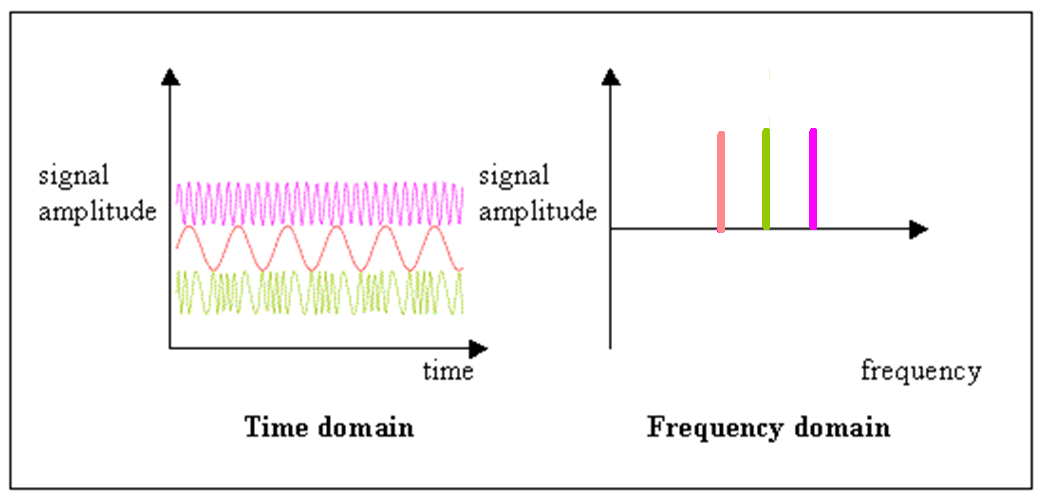 signal
amplitude
time
Time domain
signal
amplitude
frequency
Frequency domain